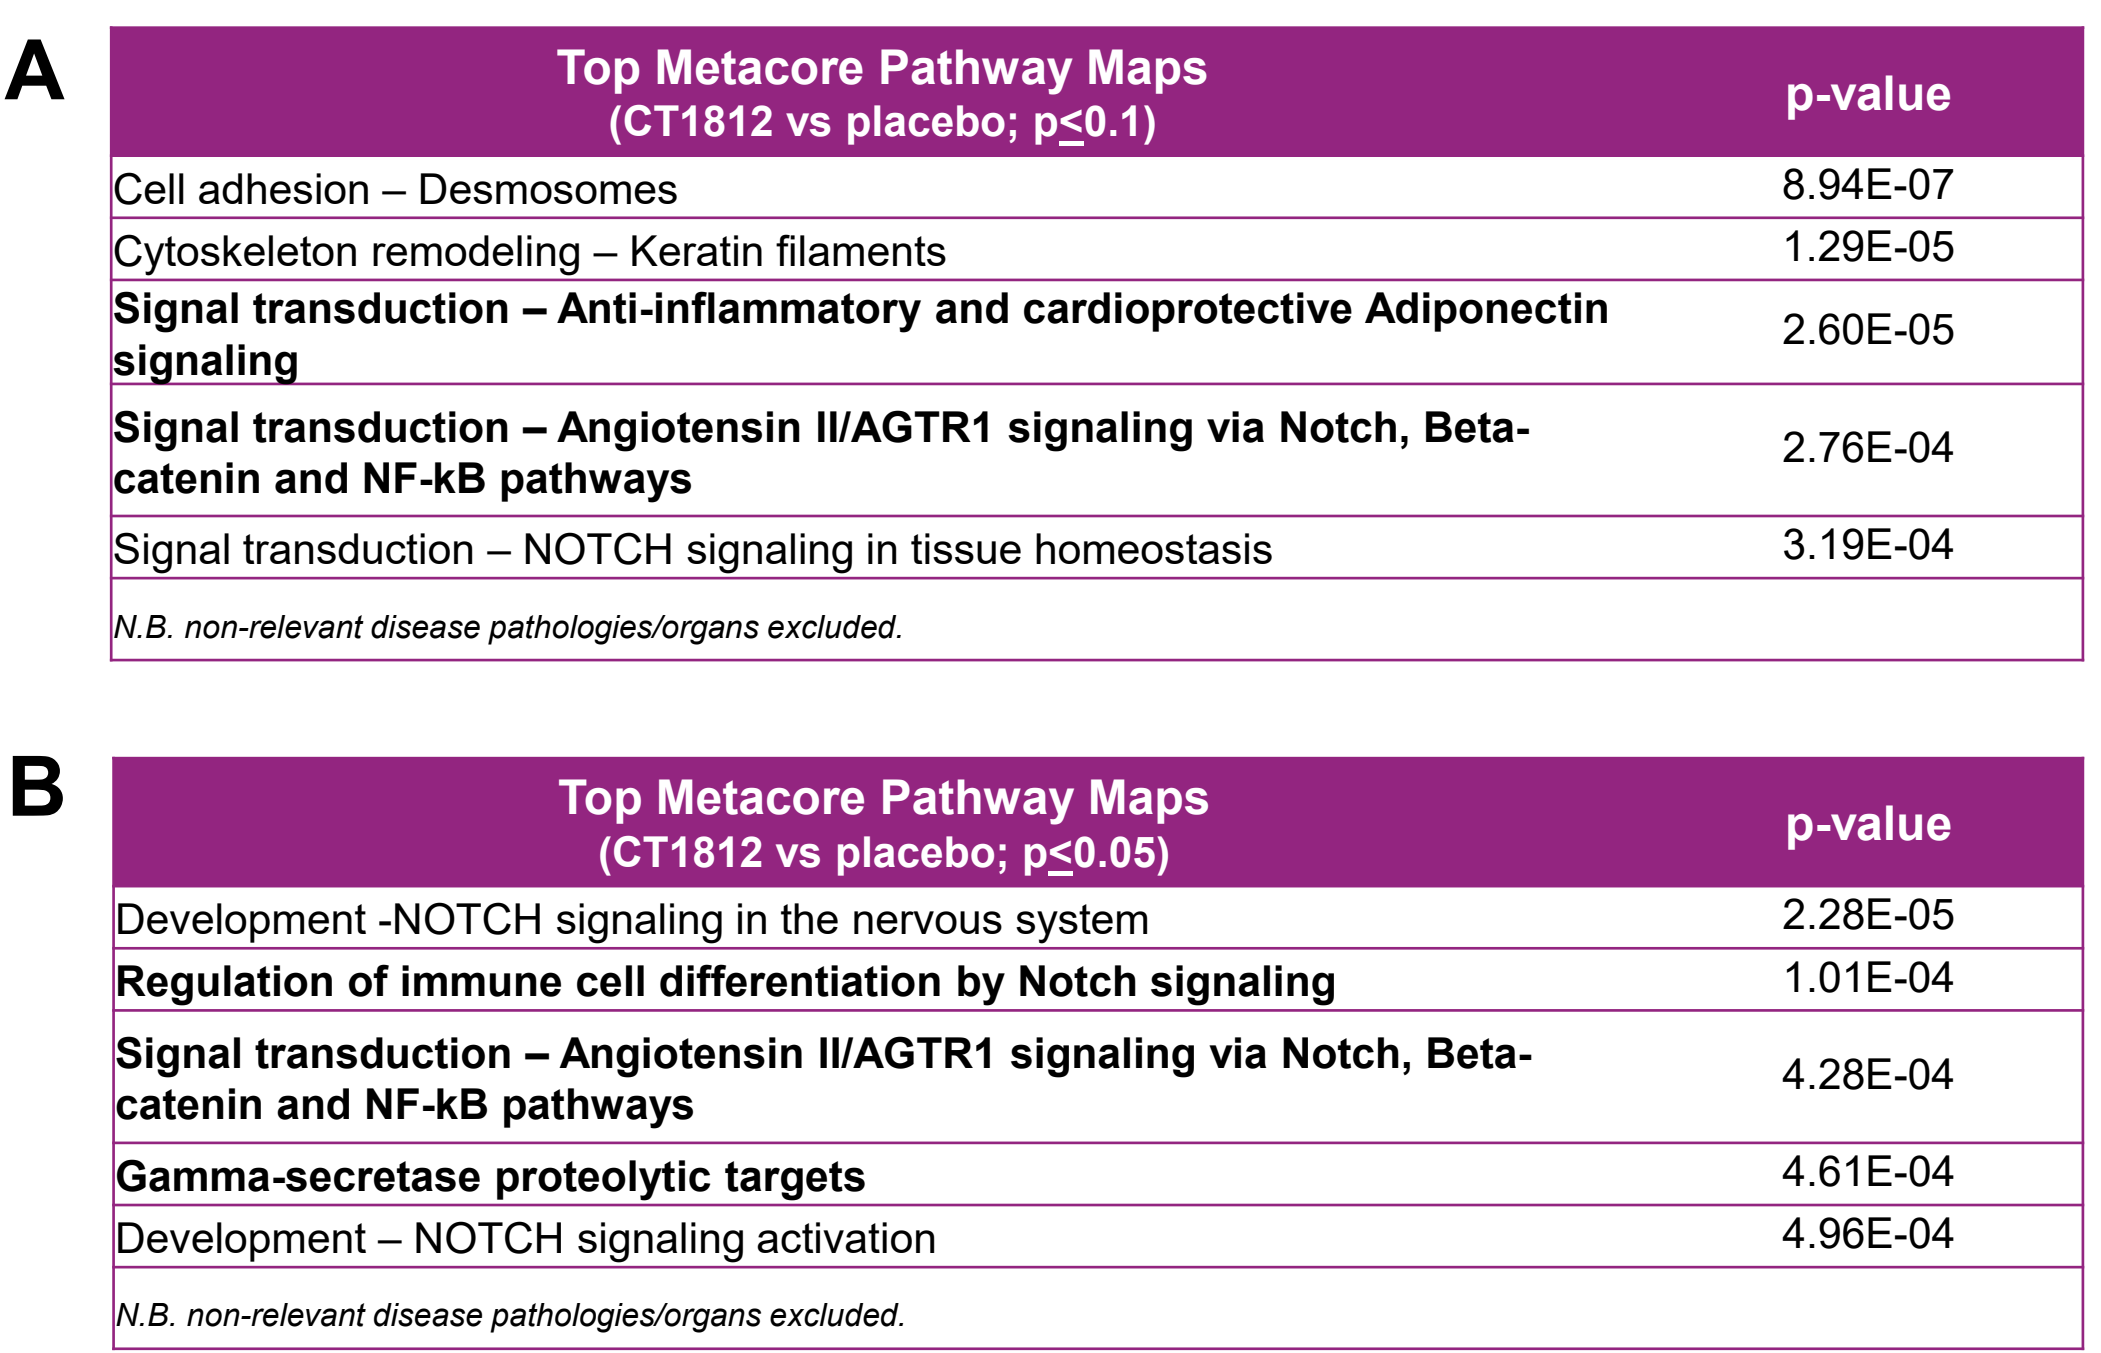 A
Top Metacore Pathway Maps
(CT1812 vs placebo; p≤0.1)
p-value
Cell adhesion – Desmosomes
8.94E-07
Cytoskeleton remodeling – Keratin filaments
1.29E-05
Signal transduction – Anti-inflammatory and cardioprotective Adiponectin
signaling
2.60E-05
Signal transduction – Angiotensin II/AGTR1 signaling via Notch, Beta-
catenin and NF-kB pathways
2.76E-04
Signal transduction – NOTCH signaling in tissue homeostasis
3.19E-04
N.B. non-relevant disease pathologies/organs excluded.
B
Top Metacore Pathway Maps
(CT1812 vs placebo; p≤0.05)
p-value
Development -NOTCH signaling in the nervous system
2.28E-05
Regulation of immune cell differentiation by Notch signaling
1.01E-04
Signal transduction – Angiotensin II/AGTR1 signaling via Notch, Beta-
catenin and NF-kB pathways
4.28E-04
Gamma-secretase proteolytic targets
4.61E-04
Development – NOTCH signaling activation
4.96E-04
N.B. non-relevant disease pathologies/organs excluded.